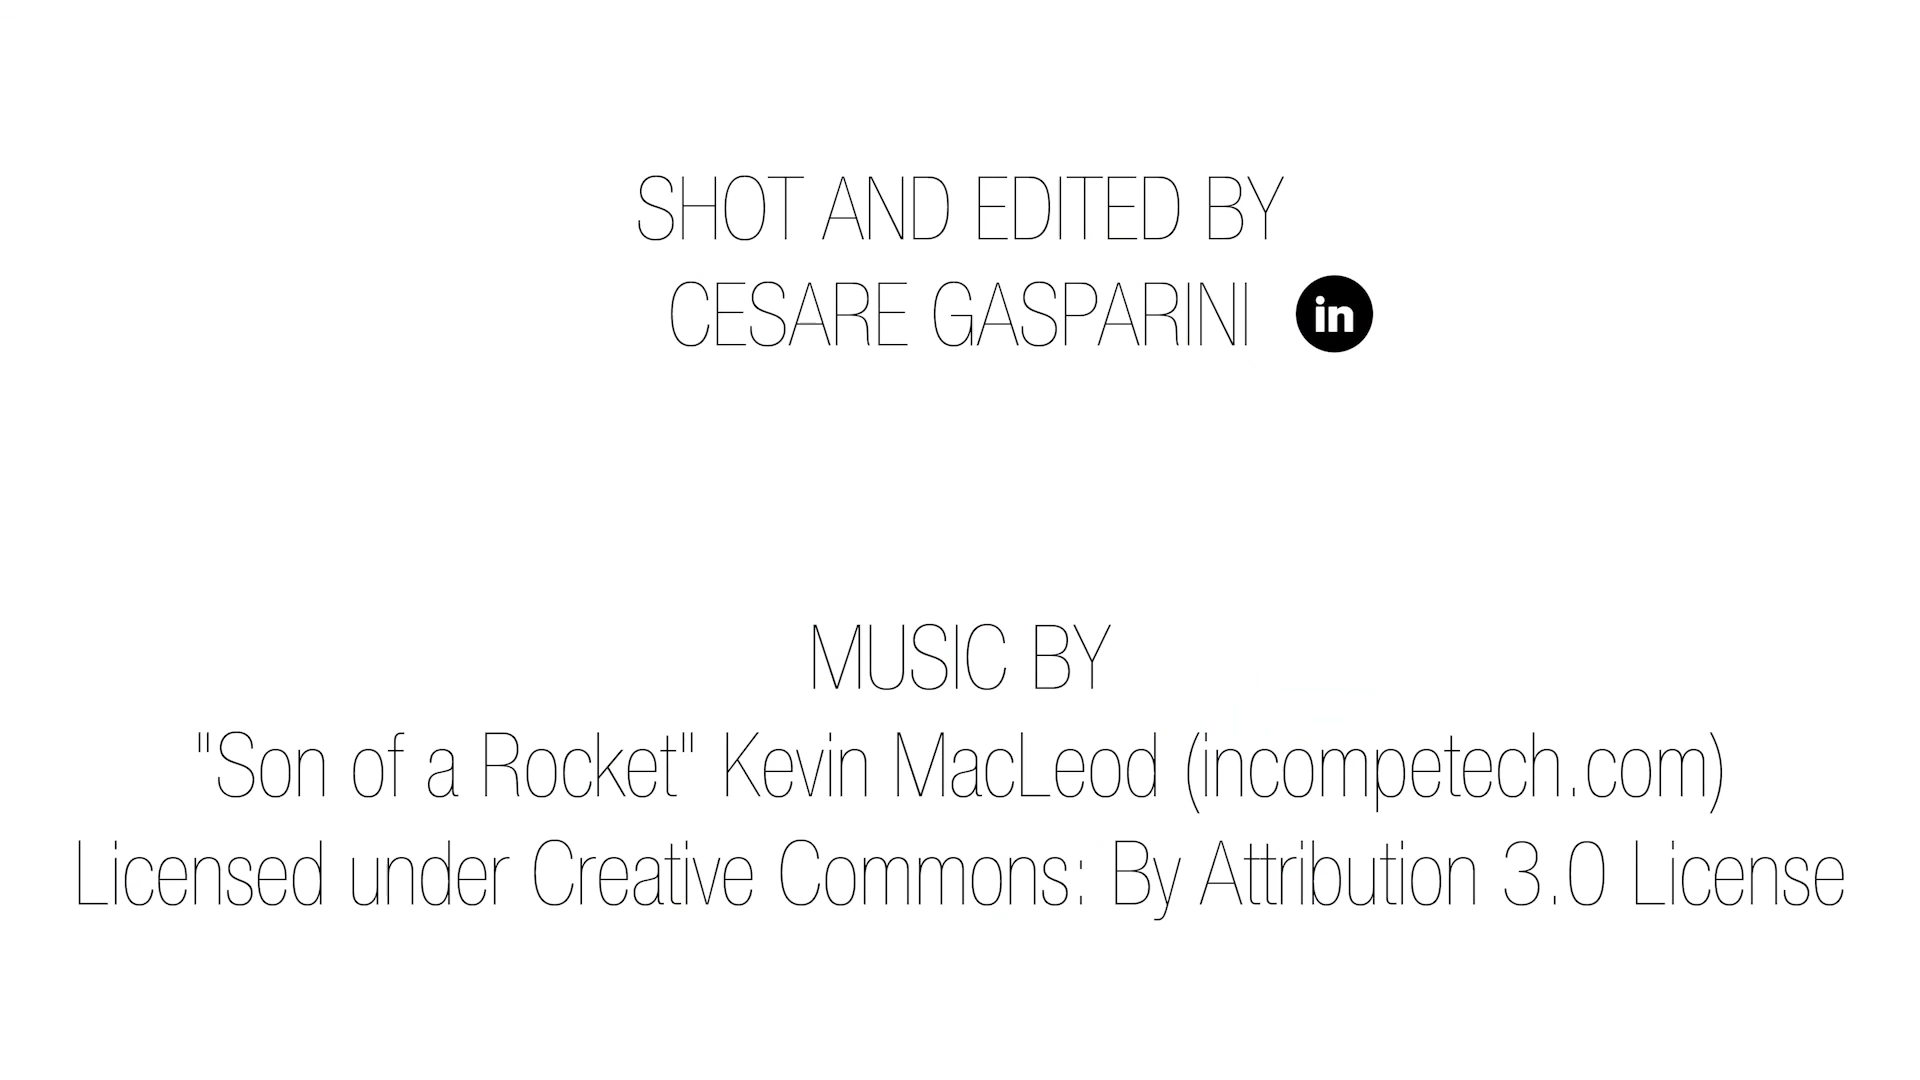 SHOT AND EDITED BY
CESARE GASPARINI in
MUSIC BY
"Son of a Rocket" Kevin MacLeod (incompetech.com)
Licensed under Creative Commons: By Attribution 3.0 License